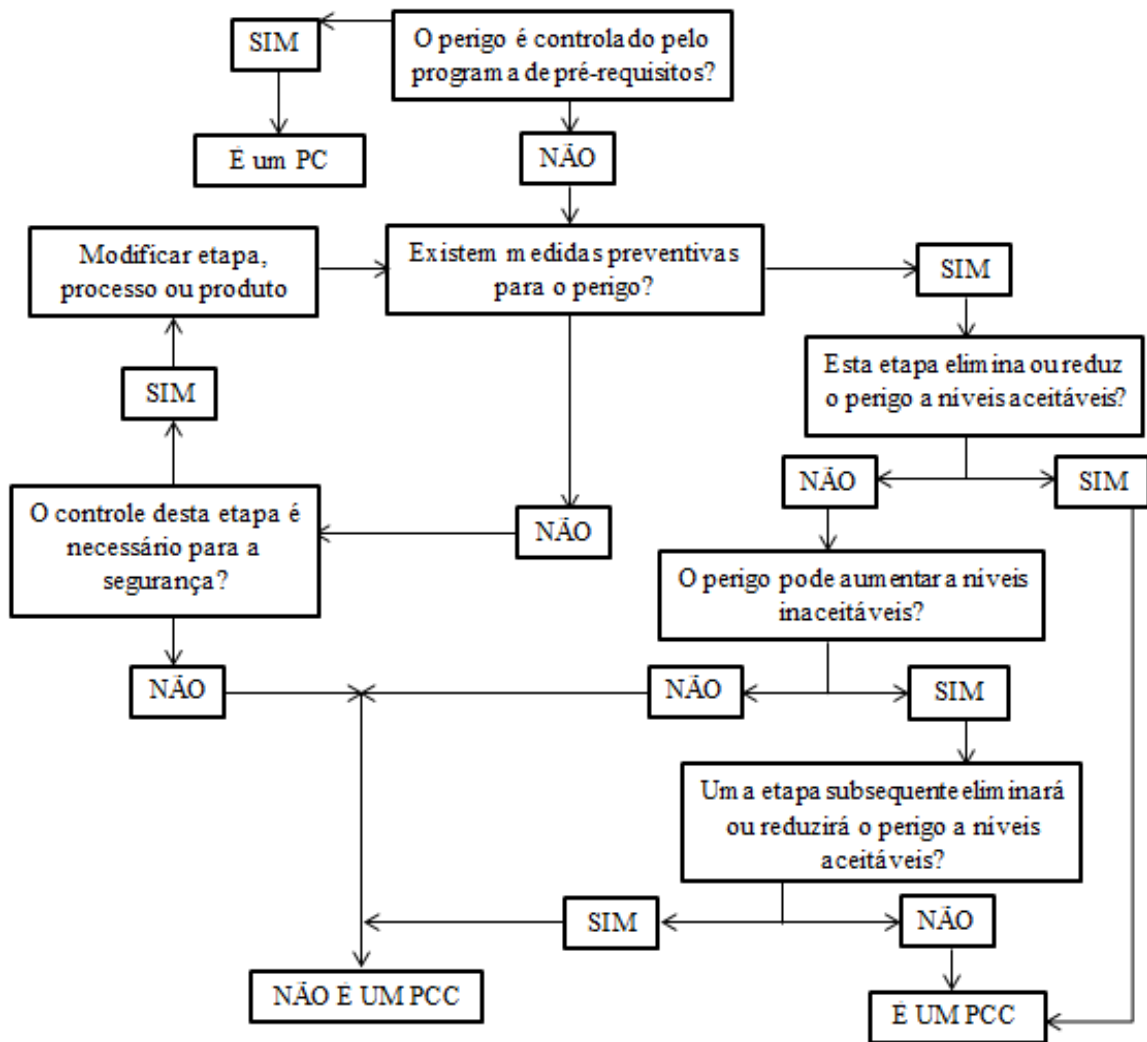 SIM
O perigo é controlado pelo
programa de pré-requisitos?
É um PC
NÃO
Modificar etapa,
processo ou produto
Existem medidas preventivas
para o perigo?
SIM
SIM
Esta etapa elimina ou reduz
o perigo a níveis aceitáveis?
NÃO
SIM
O controle desta etapa é
necessário para a
segurança?
NÃO
O perigo pode aumentar a níveis
inaceitáveis?
NÃO
NÃO
SIM
Uma etapa subsequente eliminará
ou reduzirá o perigo a níveis
aceitáveis?
SIM
NÃO
NÃO É UM PCC
É UM PCC